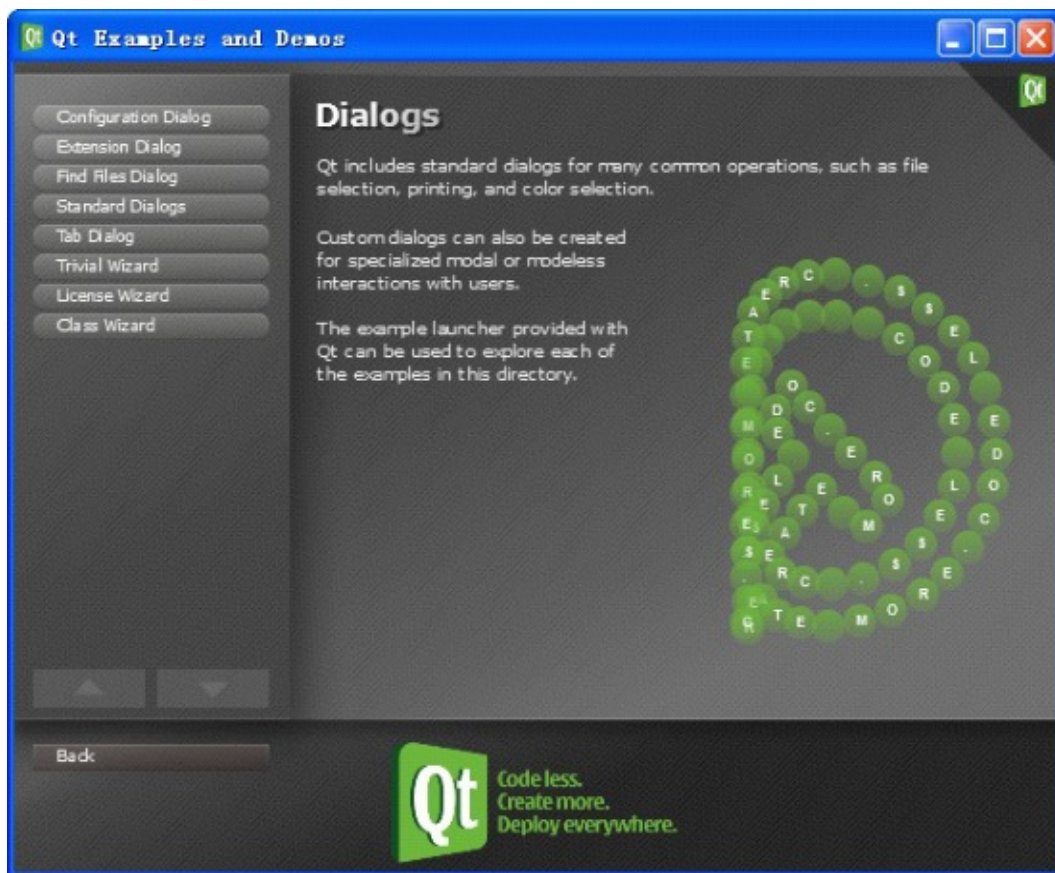 Qt Examples and Demos
Qt
Configuration Dialog
Extension Dialog
Find Files Dialog
Standard Dialogs
Tab Dialog
Trivial Wizard
License Wizard
Class Wizard
Dialogs
Qt includes standard dialogs for many common operations, such as file
selection, printing, and color selection.
Custom dialogs can also be created
for specialized modal or modeless
interactions with users.
The example launcher provided with
Qt can be used to explore each of
the examples in this directory.
Back
Qt
Code less.
Create more.
Deploy everywhere.